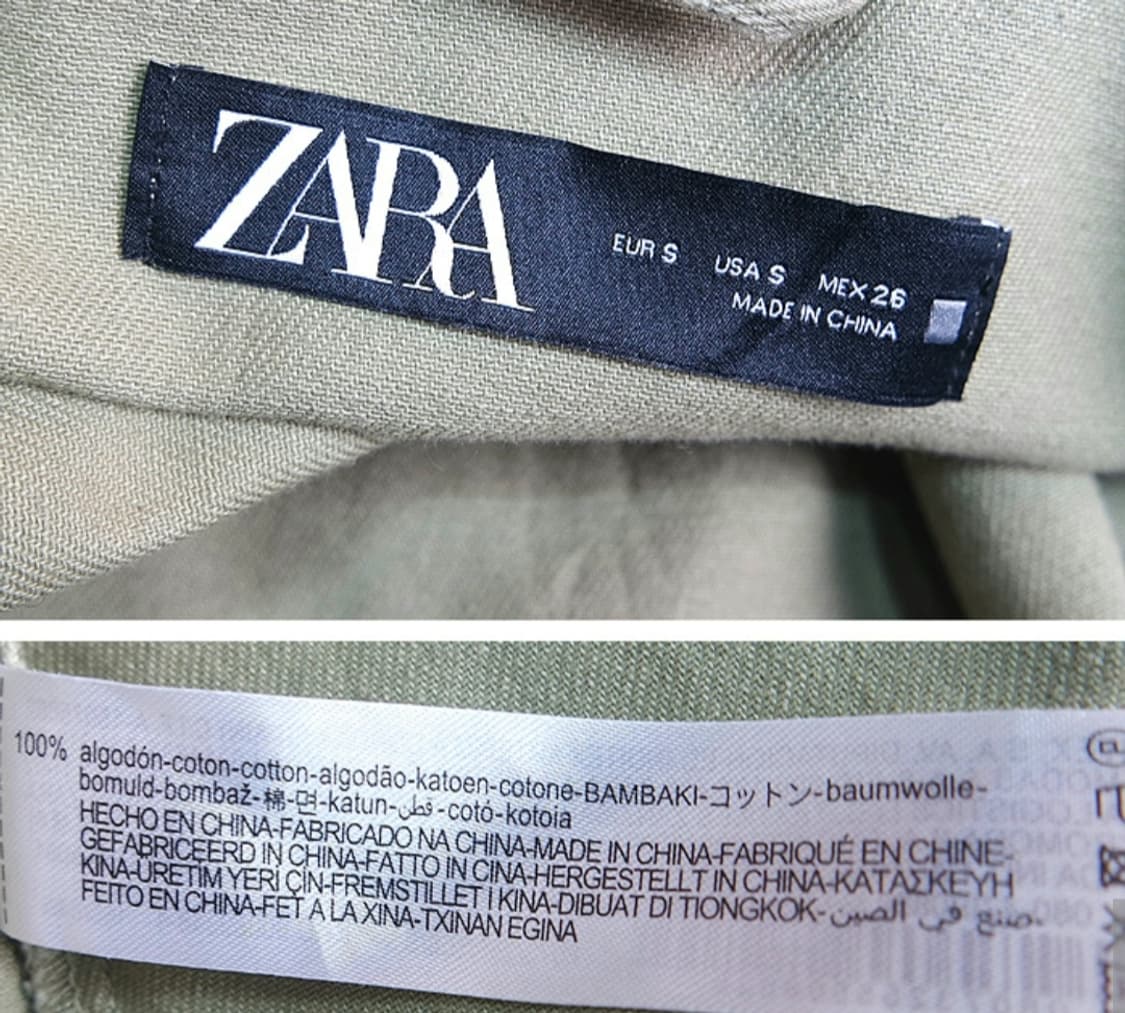 ZARA
EUR S USA S MEX 26
MADE IN CHINA
100% algodón-coton-cotton-algodão-katoen-cotone-BAMBAKI-コットン-baumwolle-
bomuld-bombaž-棉-면-katun-قطن-cotó-kotoia
HECHO EN CHINA-FABRICADO NA CHINA-MADE IN CHINA-FABRIQUÉ EN CHINE-
GEFABRICEERD IN CHINA-FATTO IN CINA-HERGESTELLT IN CHINA-ΚΑΤΑΣΚΕΥΗ
KINA-ÜRETİM YERİ ÇİN-FREMSTILLET I KINA-DIBUAT DI TIONGKOK-صنع في الصين.
FEITO EN CHINA-FET A LA XINA-TXINAN EGINA